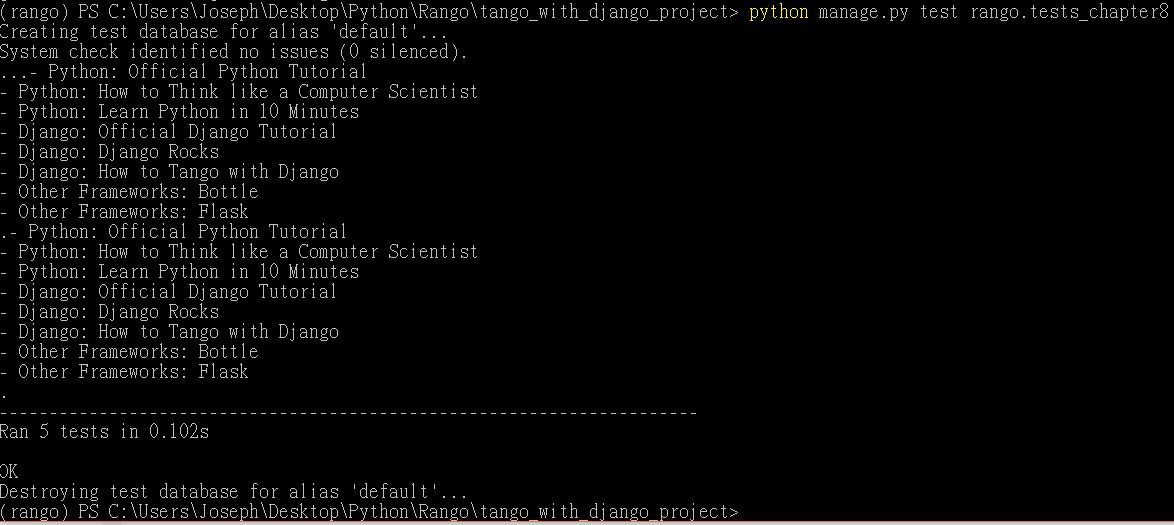 (rango) PS C:\Users\Joseph\Desktop\Python\Rango\tango_with_django_project> python manage.py test rango.tests_chapter8
Creating test database for alias 'default'...
System check identified no issues (0 silenced).
...- Python: Official Python Tutorial
- Python: How to Think like a Computer Scientist
- Python: Learn Python in 10 Minutes
- Django: Official Django Tutorial
- Django: Django Rocks
- Django: How to Tango with Django
- Other Frameworks: Bottle
- Other Frameworks: Flask
.- Python: Official Python Tutorial
- Python: How to Think like a Computer Scientist
- Python: Learn Python in 10 Minutes
- Django: Official Django Tutorial
- Django: Django Rocks
- Django: How to Tango with Django
- Other Frameworks: Bottle
- Other Frameworks: Flask
.
----------------------------------------------------------------------
Ran 5 tests in 0.102s
OK
Destroying test database for alias 'default'...
(rango) PS C:\Users\Joseph\Desktop\Python\Rango\tango_with_django_project>